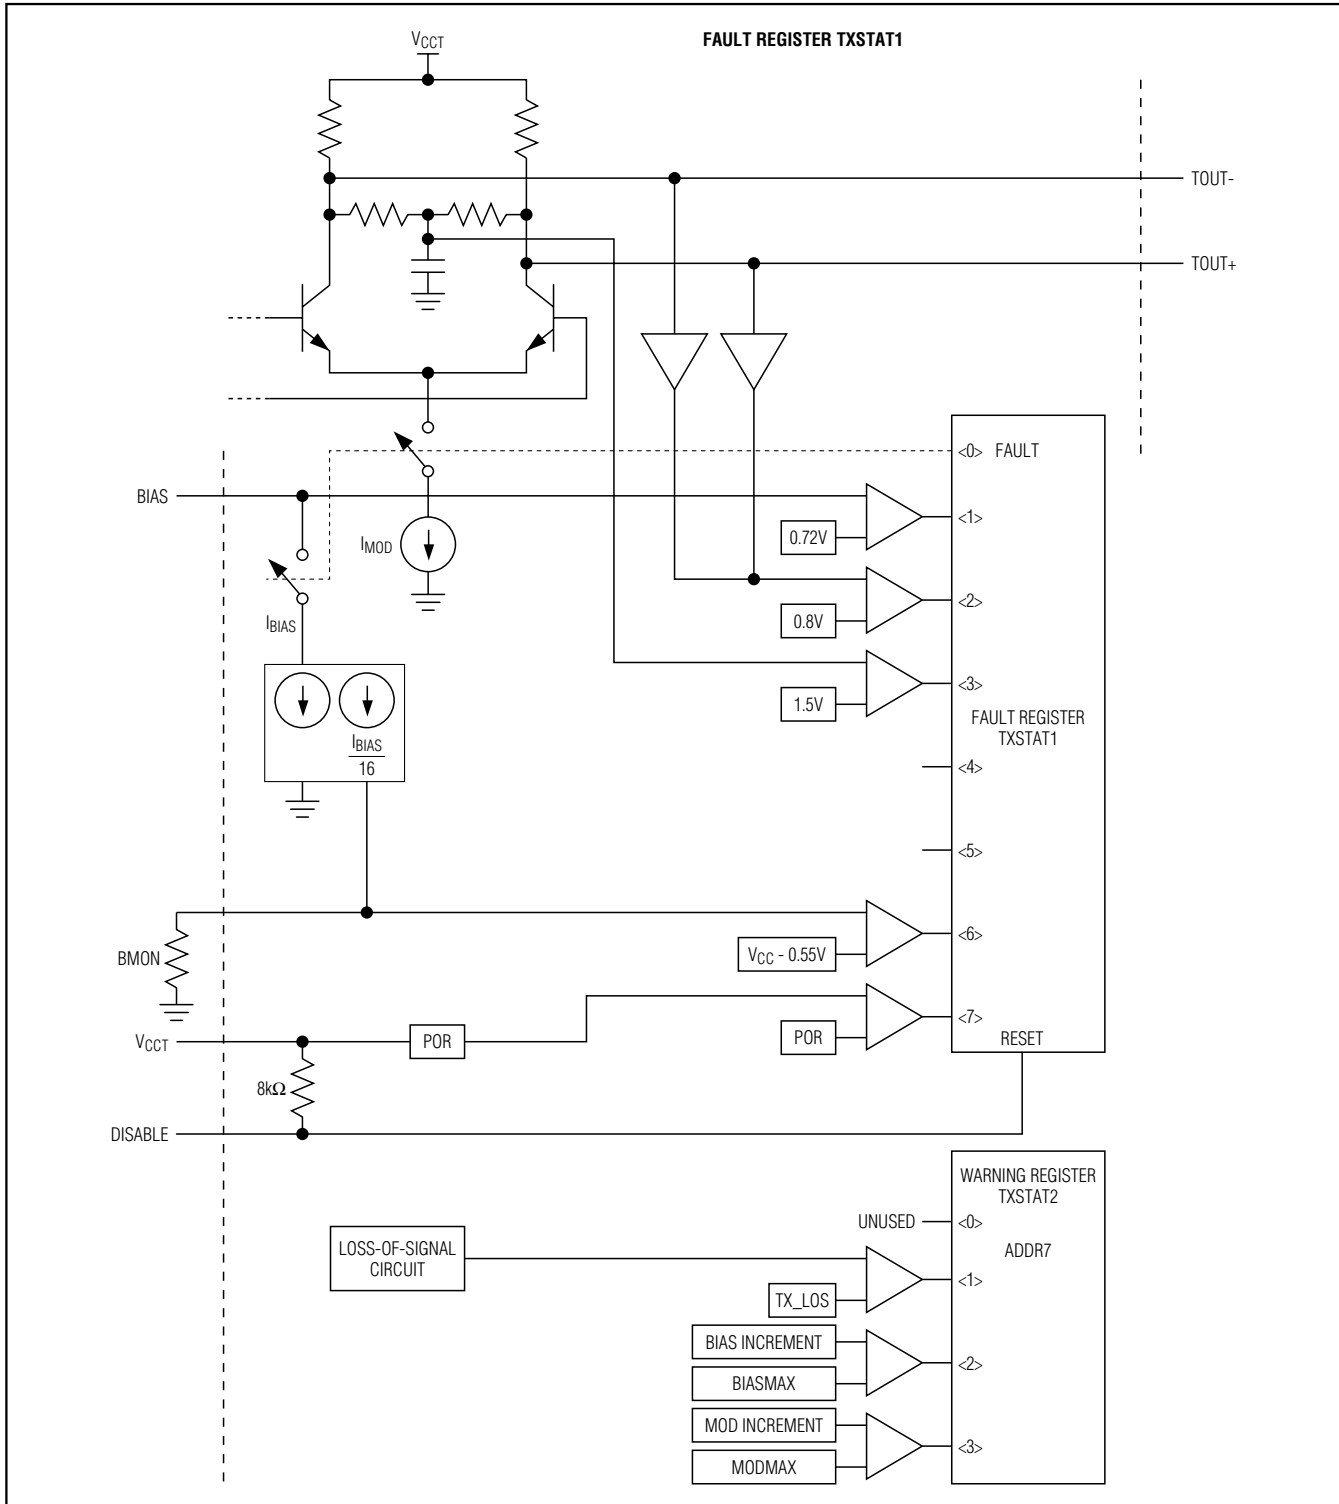 FAULT REGISTER TXSTAT1
VCCT
TOUT-
TOUT+
<0> FAULT
BIAS
<1>
0.72V
IMOD
<2>
0.8V
IBIAS
<3>
1.5V
FAULT REGISTER
TXSTAT1
IBIAS
16
<4>
<5>
<6>
BMON
VCC - 0.55V
<7>
VCCT
POR
POR
RESET
8kΩ
DISABLE
WARNING REGISTER
TXSTAT2
UNUSED
<0>
LOSS-OF-SIGNAL
CIRCUIT
ADDR7
<1>
TX_LOS
BIAS INCREMENT
<2>
BIASMAX
MOD INCREMENT
<3>
MODMAX